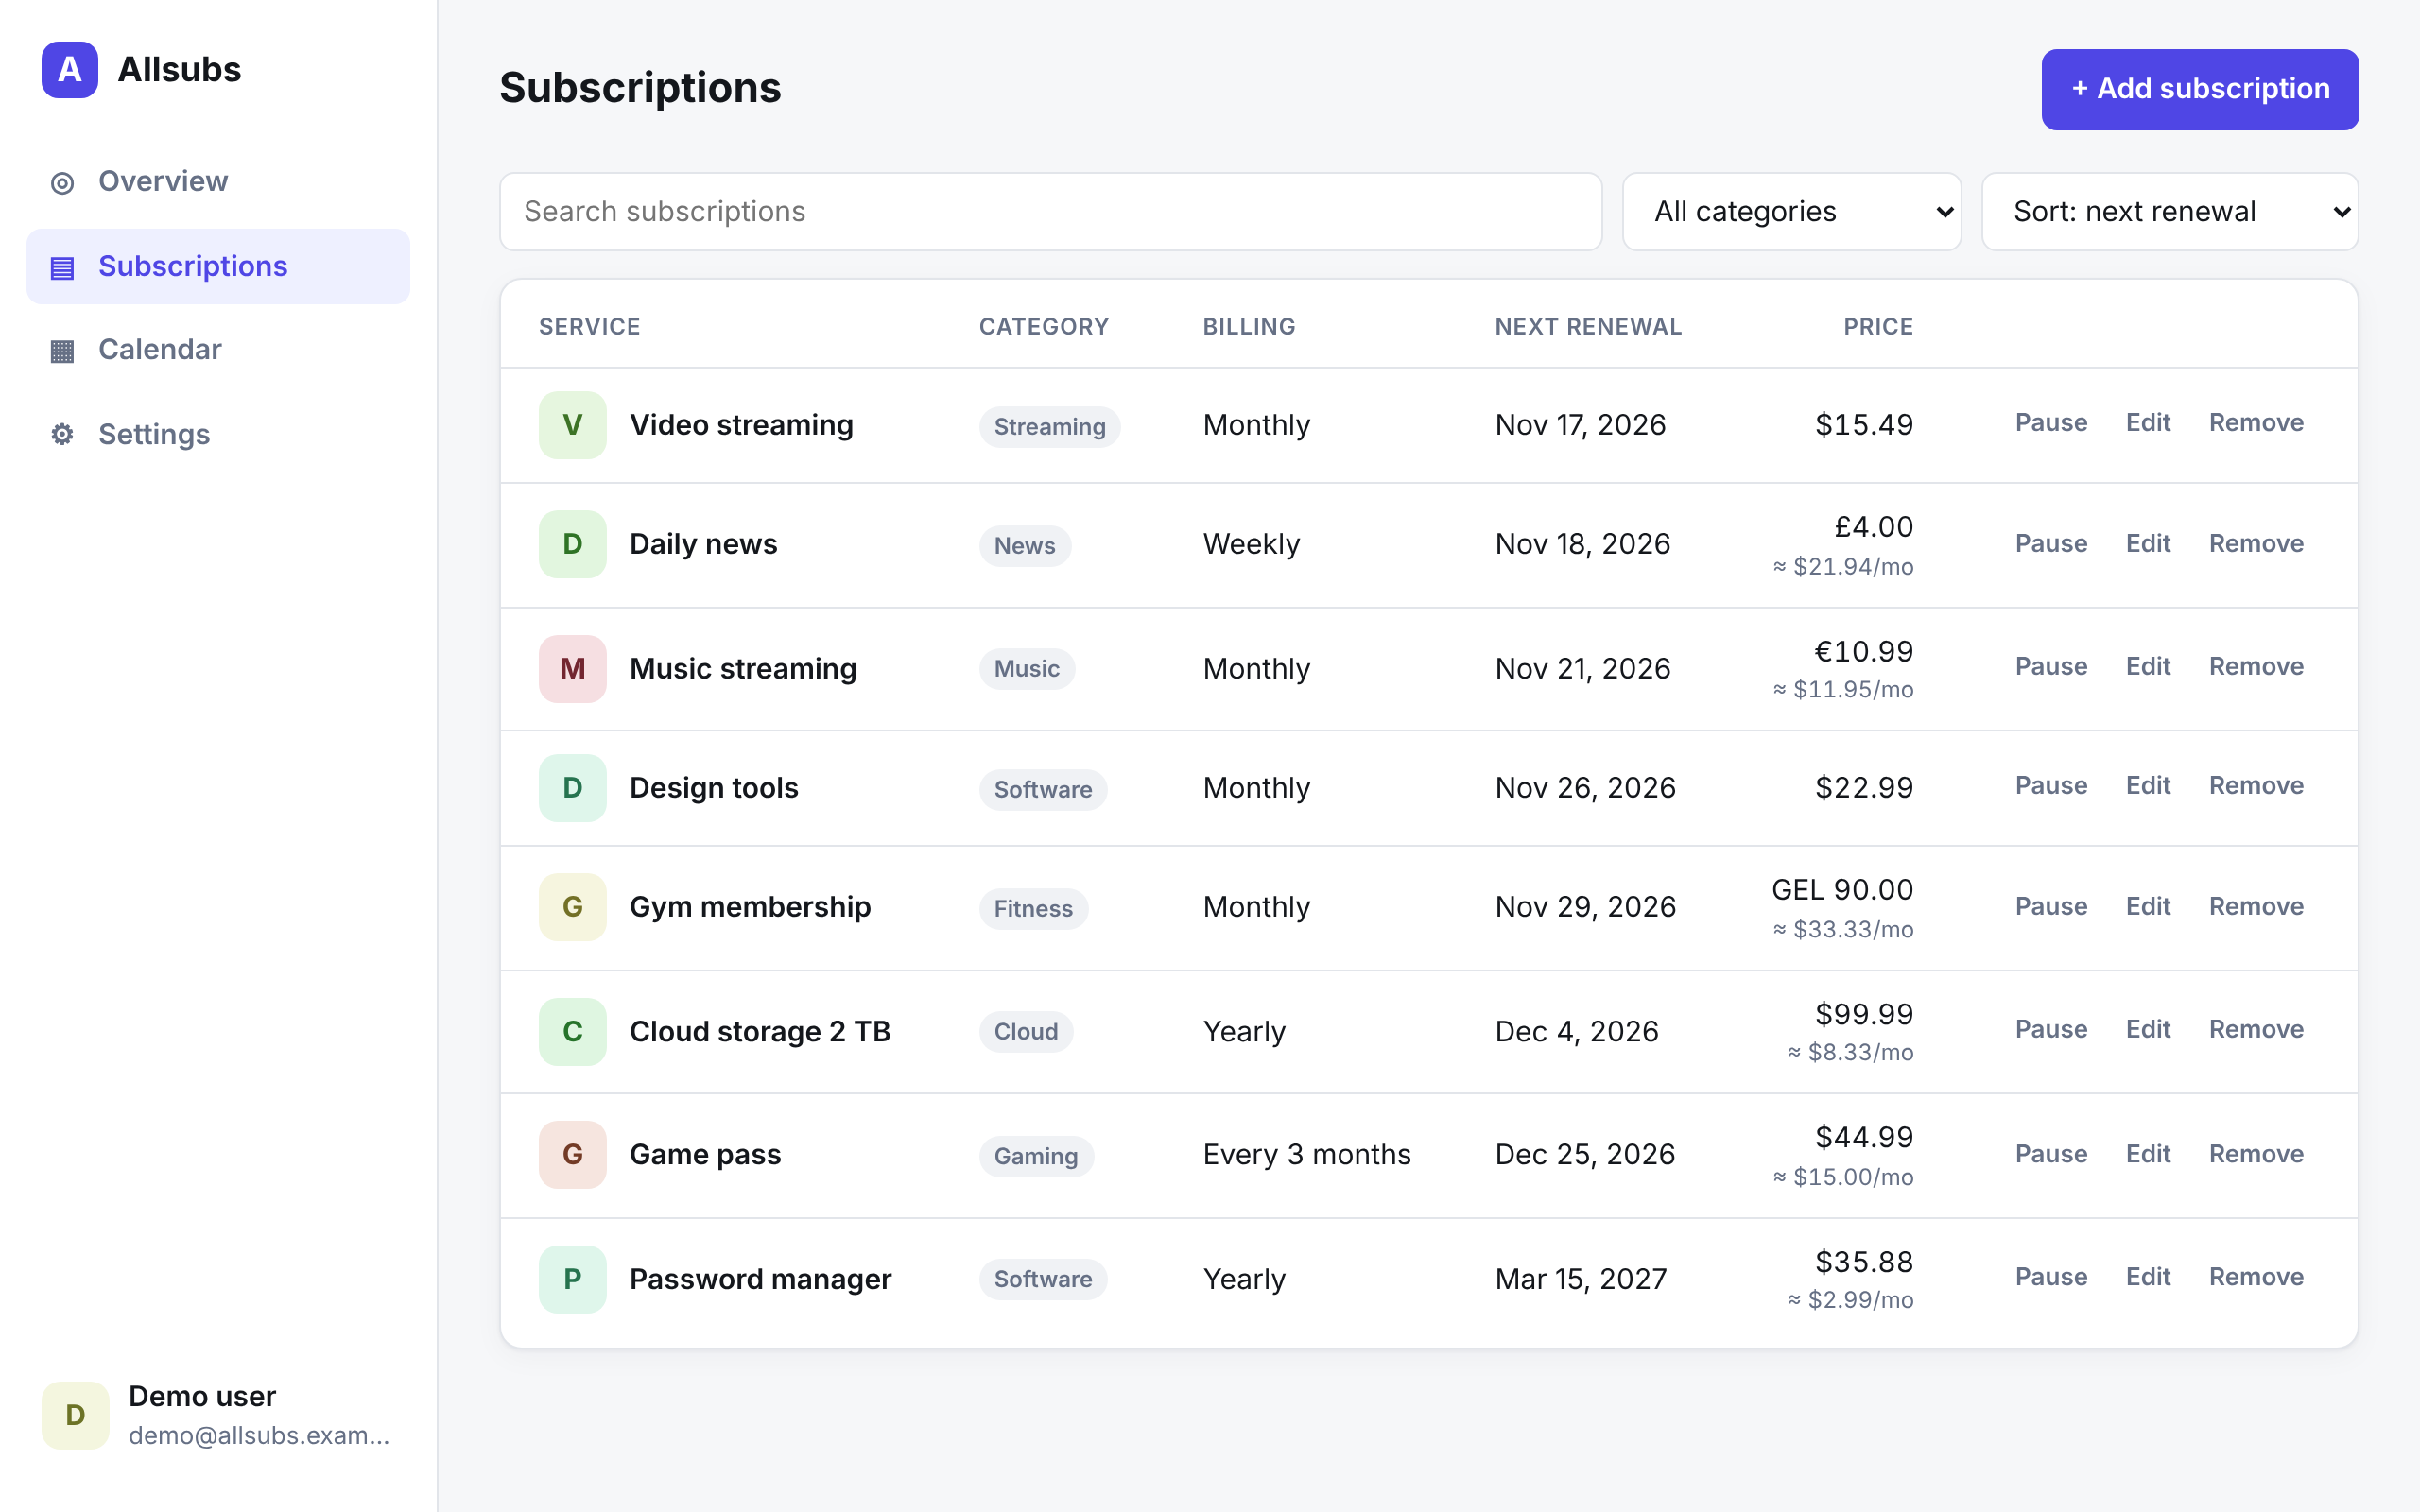 A Allsubs
Overview
Subscriptions
Calendar
Settings
D Demo user
demo@allsubs.exam...
Subscriptions
+ Add subscription
Search subscriptions All categories Sort: next renewal
SERVICE CATEGORY BILLING NEXT RENEWAL PRICE
V Video streaming Streaming Monthly Nov 17, 2026 $15.49 Pause Edit Remove
D Daily news News Weekly Nov 18, 2026 £4.00 Pause Edit Remove
≈ $21.94/mo
M Music streaming Music Monthly Nov 21, 2026 €10.99 Pause Edit Remove
≈ $11.95/mo
D Design tools Software Monthly Nov 26, 2026 $22.99 Pause Edit Remove
G Gym membership Fitness Monthly Nov 29, 2026 GEL 90.00 Pause Edit Remove
≈ $33.33/mo
C Cloud storage 2 TB Cloud Yearly Dec 4, 2026 $99.99 Pause Edit Remove
≈ $8.33/mo
G Game pass Gaming Every 3 months Dec 25, 2026 $44.99 Pause Edit Remove
≈ $15.00/mo
P Password manager Software Yearly Mar 15, 2027 $35.88 Pause Edit Remove
≈ $2.99/mo